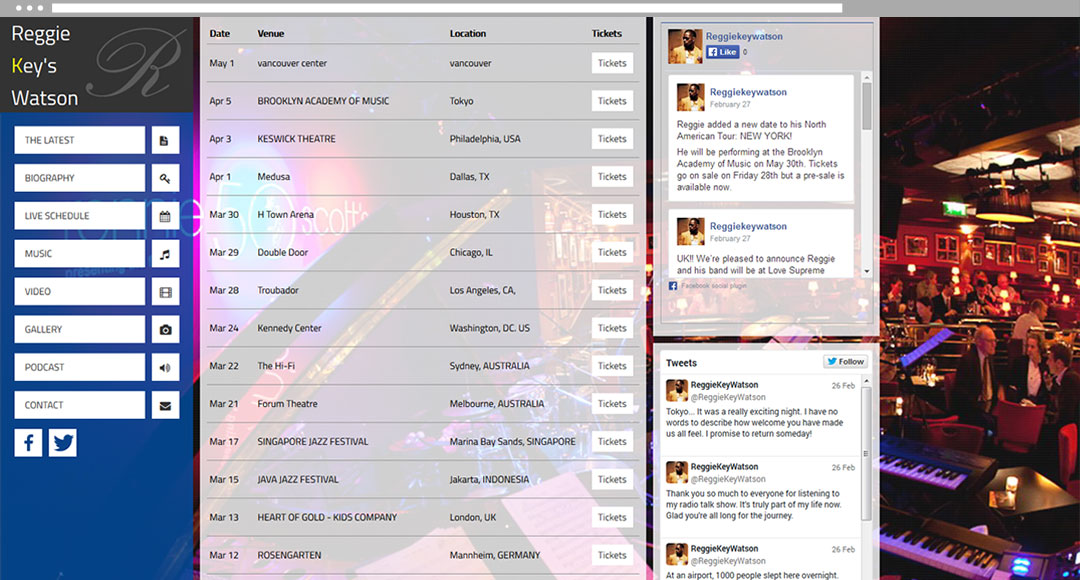 Reggie
Key's
Watson
R
THE LATEST
BIOGRAPHY
LIVE SCHEDULE
MUSIC
VIDEO
GALLERY
PODCAST
CONTACT
Date Venue Location Tickets
May 1 vancouver center vancouver Tickets
Apr 5 BROOKLYN ACADEMY OF MUSIC Tokyo Tickets
Apr 3 KESWICK THEATRE Philadelphia, USA Tickets
Apr 1 Medusa Dallas, TX Tickets
Mar 30 H Town Arena Houston, TX Tickets
Mar 29 Double Door Chicago, IL Tickets
Mar 28 Troubador Los Angeles, CA, Tickets
Mar 24 Kennedy Center Washington, DC. US Tickets
Mar 22 The Hi-Fi Sydney, AUSTRALIA Tickets
Mar 21 Forum Theatre Melbourne, AUSTRALIA Tickets
Mar 17 SINGAPORE JAZZ FESTIVAL Marina Bay Sands, SINGAPORE Tickets
Mar 15 JAVA JAZZ FESTIVAL Jakarta, INDONESIA Tickets
Mar 13 HEART OF GOLD - KIDS COMPANY London, UK Tickets
Mar 12 ROSENGARTEN Mannheim, GERMANY Tickets
ronnie 50 scott's
presenting
Reggiekeywatson
Like 0
Reggiekeywatson
February 27
Reggie added a new date to his North
American Tour: NEW YORK!
He will be performing at the Brooklyn
Academy of Music on May 30th. Tickets
go on sale on Friday 28th but a pre-sale is
available now.
Reggiekeywatson
February 27
UK!! We're pleased to announce Reggie
and his band will be at Love Supreme
Facebook social plugin
Tweets Follow
ReggieKeyWatson 26 Feb
@ReggieKeyWatson
Tokyo... It was a really exciting night. I have no
words to describe how welcome you have made
us all feel. I promise to return someday!
ReggieKeyWatson 26 Feb
@ReggieKeyWatson
Thank you so much to everyone for listening to
my radio talk show. It's truly part of my life now.
Glad you're all long for the journey.
ReggieKeyWatson 26 Feb
@ReggieKeyWatson
At an airport, 1000 people slept here overnight.